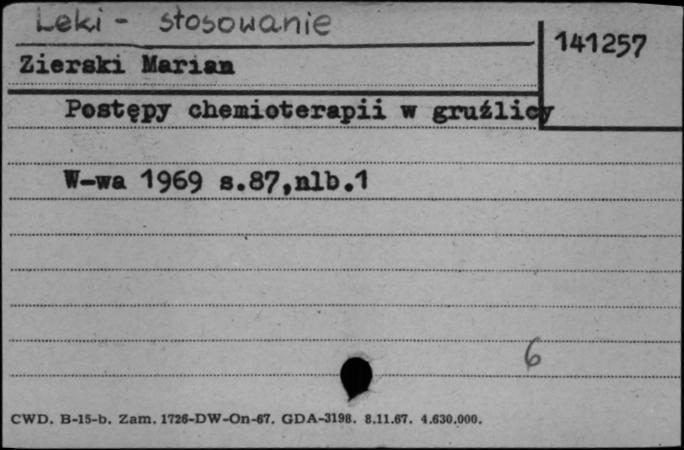 Leki - stosowanie
141257
Zierski Marian
Postępy chemioterapii w gruźlicy
W-wa 1969 s.87,nlb.1
6
CWD. B-15-b. Zam. 1726-DW-On-67. GDA-3198. 8.11.67. 4.630.000.